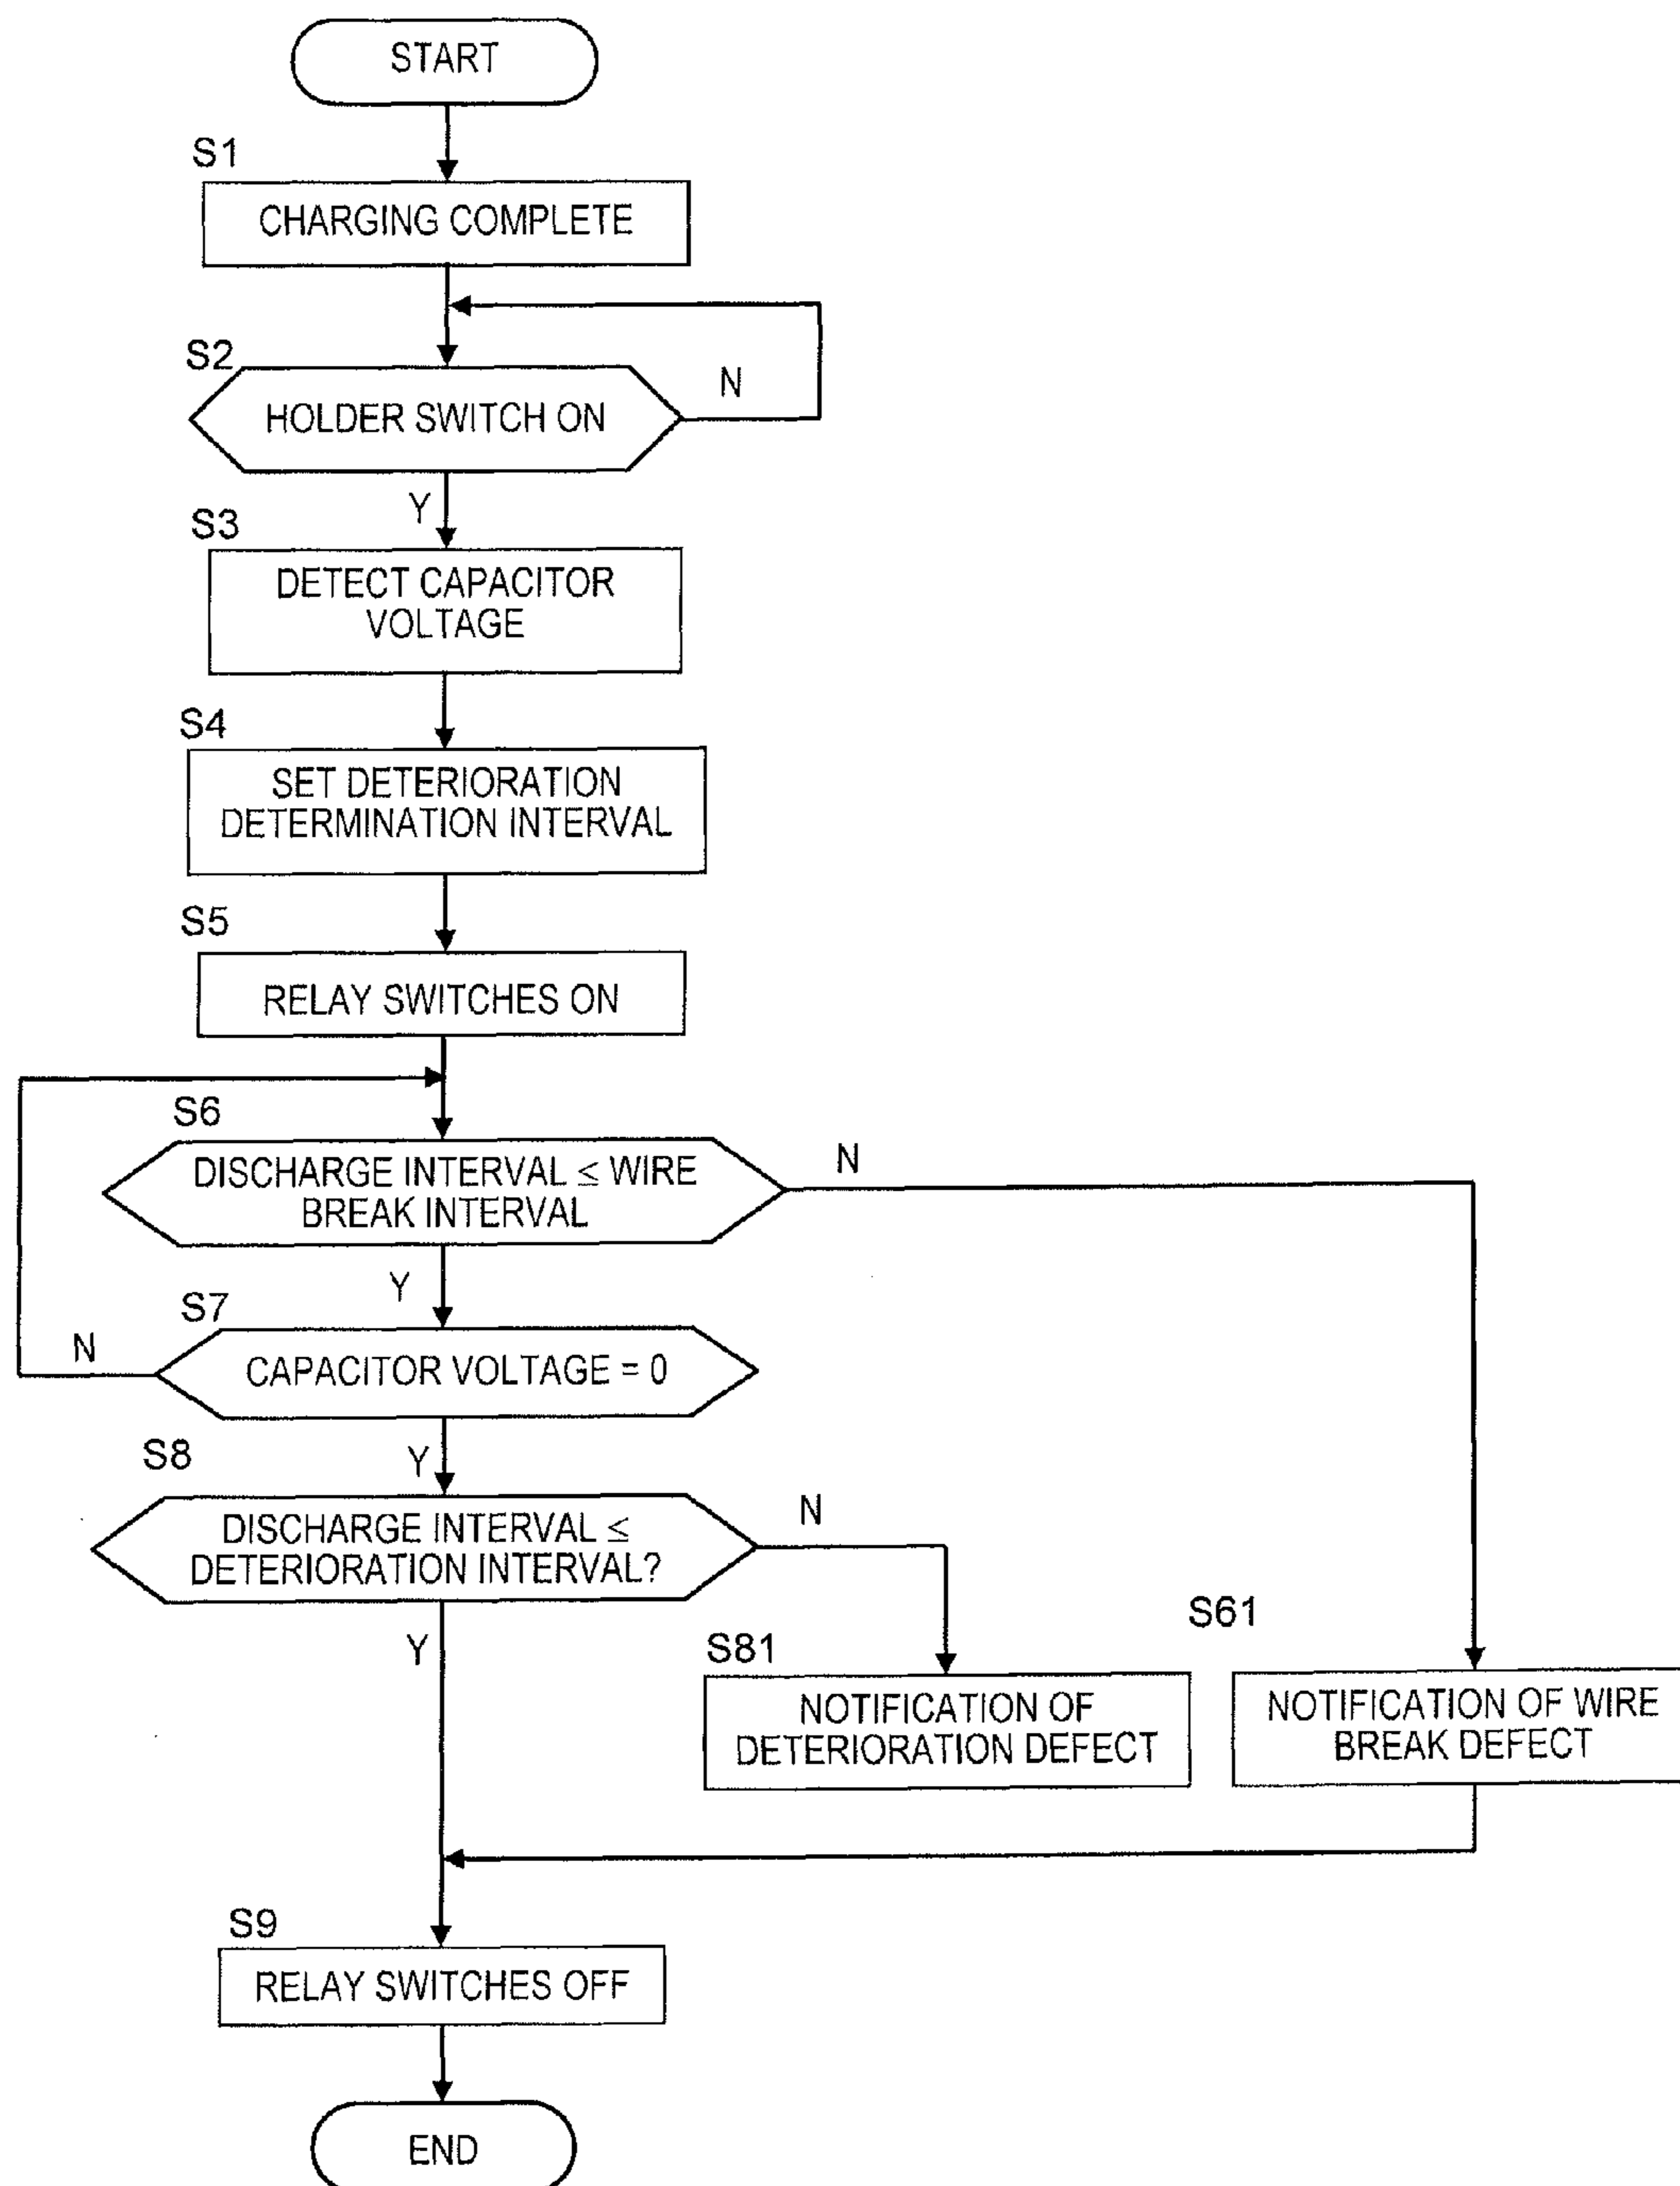 START
S1
CHARGING COMPLETE
S2
HOLDER SWITCH ON
N
Y
S3
DETECT CAPACITOR
VOLTAGE
S4
SET DETERIORATION
DETERMINATION INTERVAL
S5
RELAY SWITCHES ON
S6
DISCHARGE INTERVAL ≤ WIRE
BREAK INTERVAL
N
Y
S7
N
CAPACITOR VOLTAGE = 0
Y
S8
DISCHARGE INTERVAL ≤
DETERIORATION INTERVAL?
N
Y
S81
NOTIFICATION OF
DETERIORATION DEFECT
S61
NOTIFICATION OF WIRE
BREAK DEFECT
S9
RELAY SWITCHES OFF
END